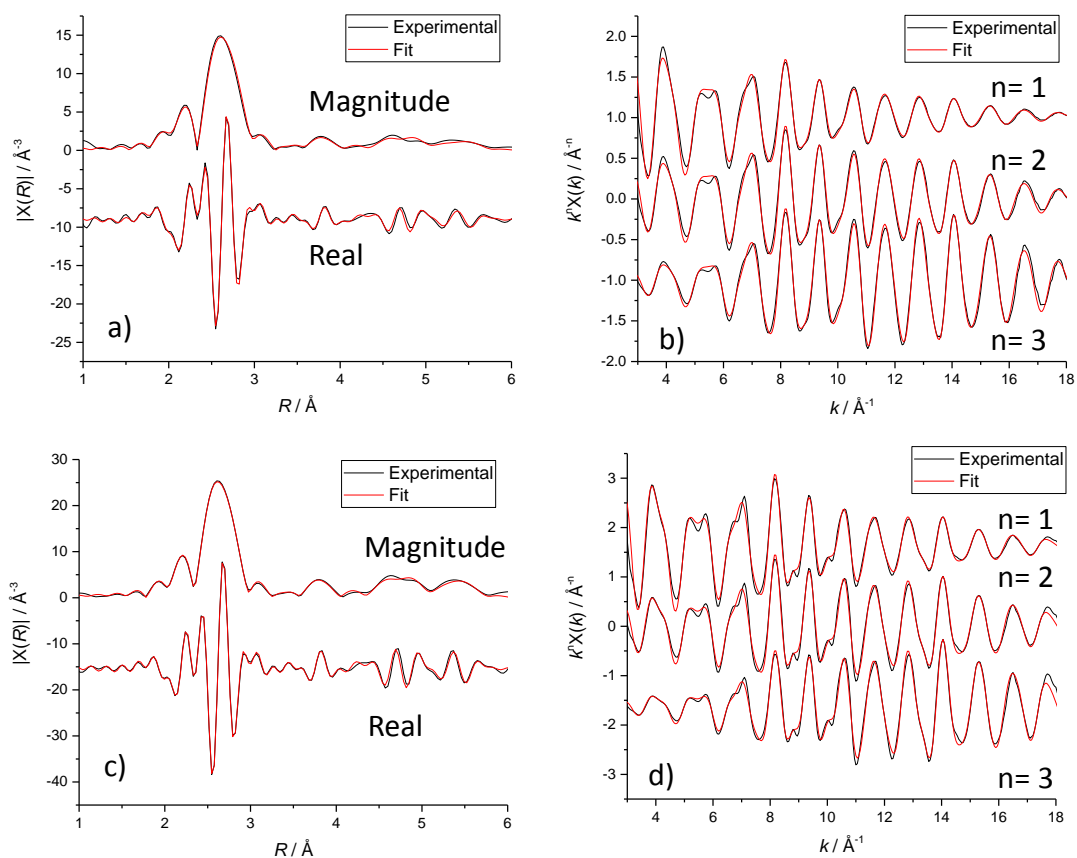 Experimental
Fit
Magnitude
Real
a)
|X(R)| / Å⁻³
15
10
5
0
-5
-10
-15
-20
-25
1 2 3 4 5 6
R / Å
Experimental
Fit
n= 1
n= 2
n= 3
b)
kⁿX(k) / Å⁻ⁿ
2.0
1.5
1.0
0.5
0.0
-0.5
-1.0
-1.5
-2.0
4 6 8 10 12 14 16 18
k / Å⁻¹
Experimental
Fit
Magnitude
Real
c)
|X(R)| / Å⁻³
30
20
10
0
-10
-20
-30
-40
1 2 3 4 5 6
R / Å
Experimental
Fit
n= 1
n= 2
n= 3
d)
kⁿX(k) / Å⁻ⁿ
3
2
1
0
-1
-2
-3
4 6 8 10 12 14 16 18
k / Å⁻¹